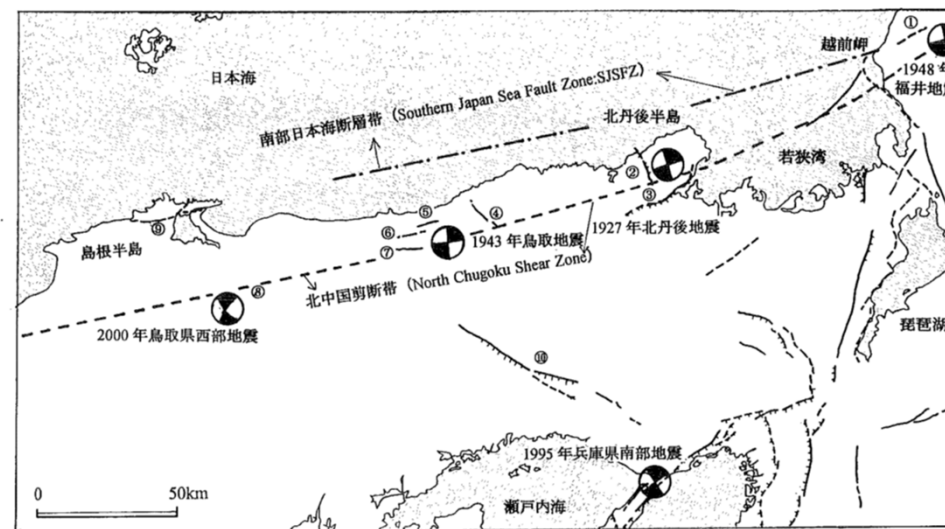 ①
越前岬
日本海
1948年
福井地
南部日本海断層帯（Southern Japan Sea Fault Zone:SJSFZ）
北丹後半島
若狭湾
②
③
④
⑤
⑥
⑦
⑨
島根半島
1927年北丹後地震
1943年鳥取地震
北中国剪断帯（North Chugoku Shear Zone）
⑧
2000年鳥取県西部地震
琵琶湖
⑩
1995年兵庫県南部地震
0
50km
瀬戸内海